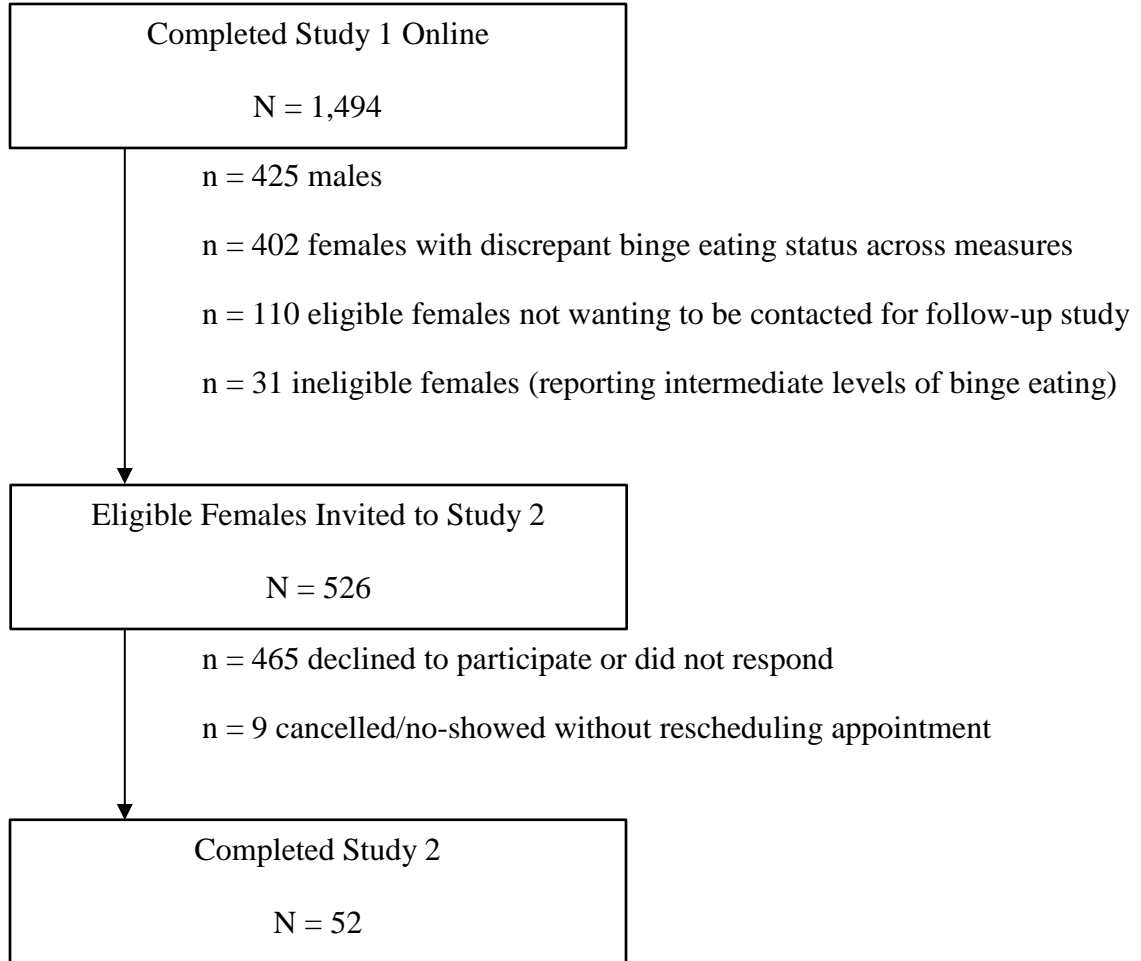 Completed Study 1 Online
N = 1,494
n = 425 males
n = 402 females with discrepant binge eating status across measures
n = 110 eligible females not wanting to be contacted for follow-up study
n = 31 ineligible females (reporting intermediate levels of binge eating)
Eligible Females Invited to Study 2
N = 526
n = 465 declined to participate or did not respond
n = 9 cancelled/no-showed without rescheduling appointment
Completed Study 2
N = 52